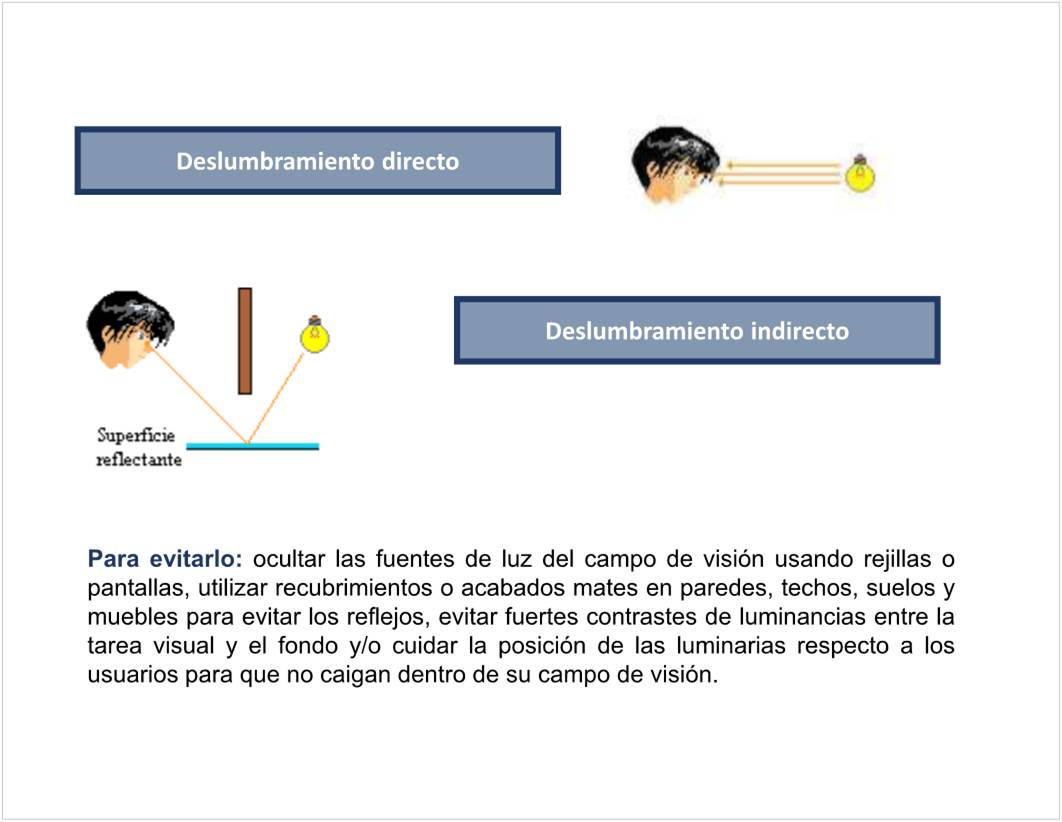 Deslumbramiento directo
Deslumbramiento indirecto
Superficie
reflectante
Para evitarlo: ocultar las fuentes de luz del campo de visión usando rejillas o
pantallas, utilizar recubrimientos o acabados mates en paredes, techos, suelos y
muebles para evitar los reflejos, evitar fuertes contrastes de luminancias entre la
tarea visual y el fondo y/o cuidar la posición de las luminarias respecto a los
usuarios para que no caigan dentro de su campo de visión.